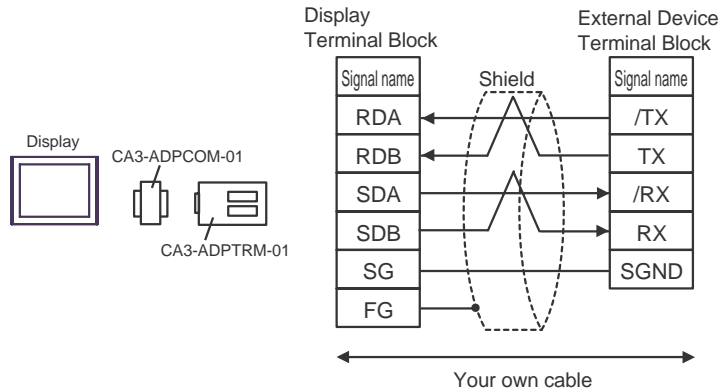 Display
Terminal Block
External Device
Terminal Block
Signal name
Shield
Signal name
RDA
/TX
RDB
TX
SDA
/RX
SDB
RX
SG
SGND
FG
Your own cable
Display
CA3-ADPCOM-01
CA3-ADPTRM-01